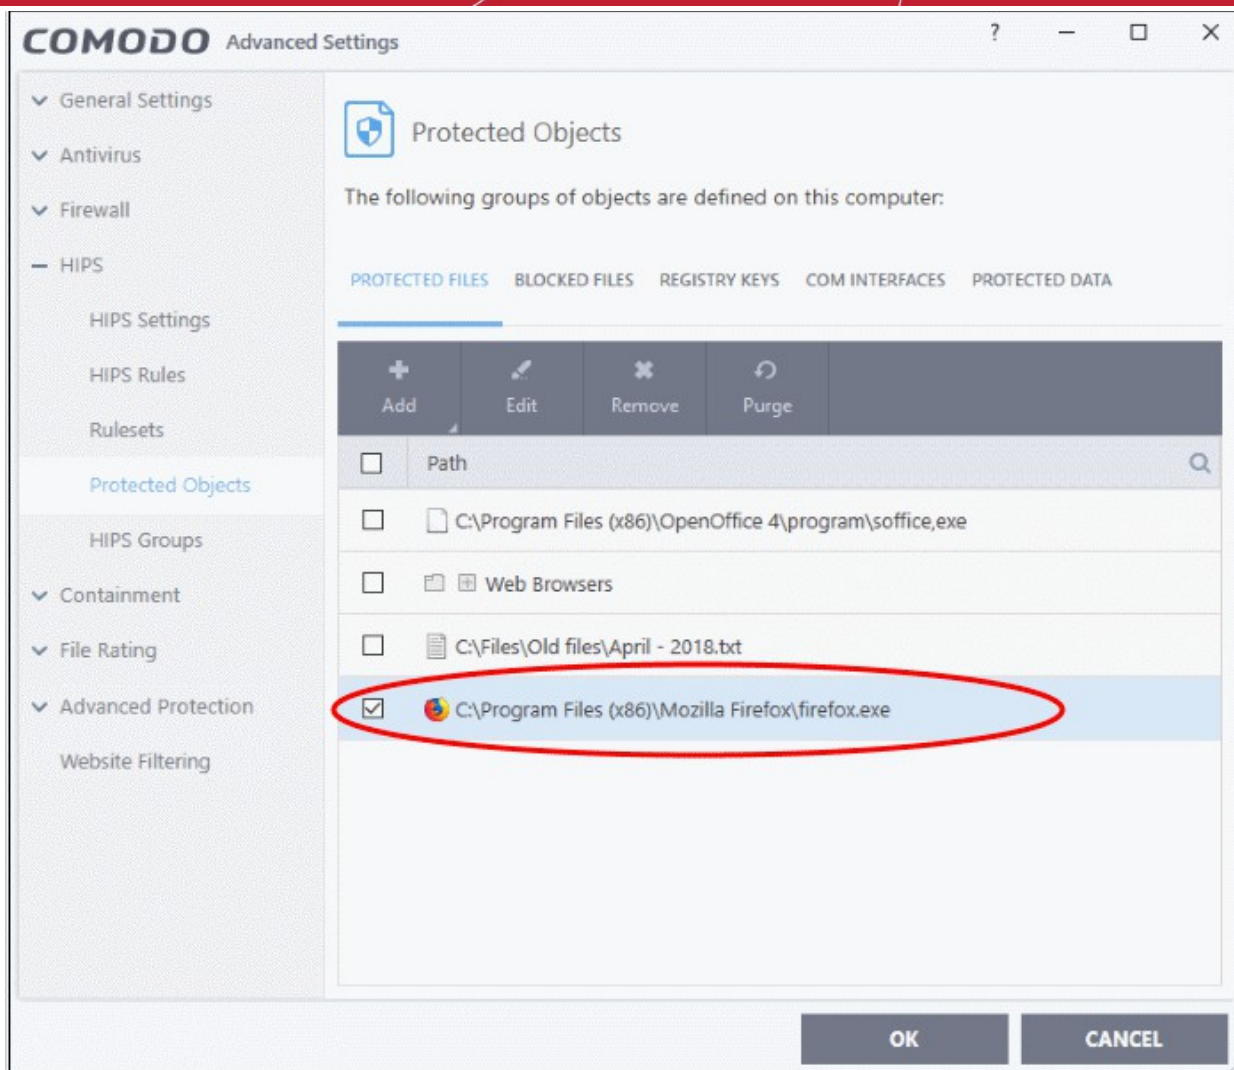 COMODO Advanced Settings ?
General Settings
Antivirus
Firewall
HIPS
HIPS Settings
HIPS Rules
Rulesets
Protected Objects
HIPS Groups
Containment
File Rating
Advanced Protection
Website Filtering
Protected Objects
The following groups of objects are defined on this computer:
PROTECTED FILES BLOCKED FILES REGISTRY KEYS COM INTERFACES PROTECTED DATA
Add Edit Remove Purge
Path
C:\Program Files (x86)\OpenOffice 4\program\soffice,exe
Web Browsers
C:\Files\Old files\April - 2018.txt
C:\Program Files (x86)\Mozilla Firefox\firefox.exe
OK CANCEL